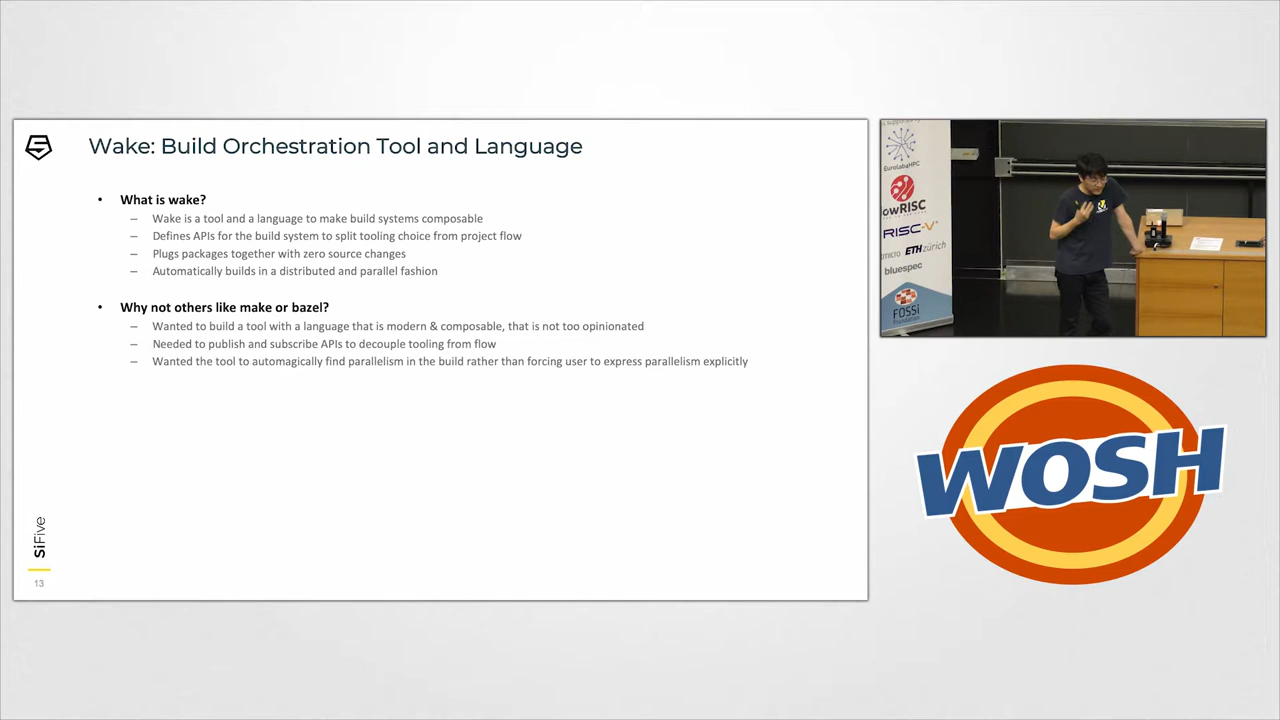 Wake: Build Orchestration Tool and Language
• What is wake?
– Wake is a tool and a language to make build systems composable
– Defines APIs for the build system to split tooling choice from project flow
– Plugs packages together with zero source changes
– Automatically builds in a distributed and parallel fashion
• Why not others like make or bazel?
– Wanted to build a tool with a language that is modern & composable, that is not too opinionated
– Needed to publish and subscribe APIs to decouple tooling from flow
– Wanted the tool to automagically find parallelism in the build rather than forcing user to express parallelism explicitly
SiFive
13
Eurolab4HPC
owRISC
RISC-V
micro ETH zürich
bluespec
FOSSi
Foundation
WOSH